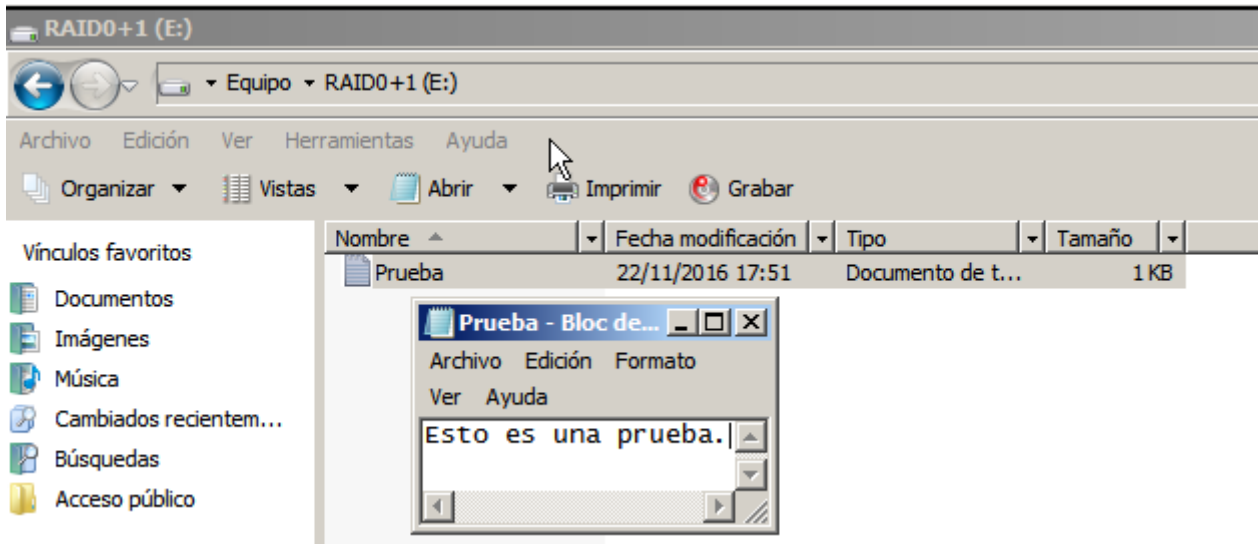 RAID0+1 (E:)
Equipo RAID0+1 (E:)
Archivo Edición Ver Herramientas Ayuda
Organizar Vistas Abrir Imprimir Grabar
Vínculos favoritos
Documentos
Imágenes
Música
Cambiados recientem...
Búsquedas
Acceso público
Nombre Fecha modificación Tipo Tamaño
Prueba 22/11/2016 17:51 Documento de t... 1 KB
Prueba - Bloc de...
Archivo Edición Formato
Ver Ayuda
Esto es una prueba.